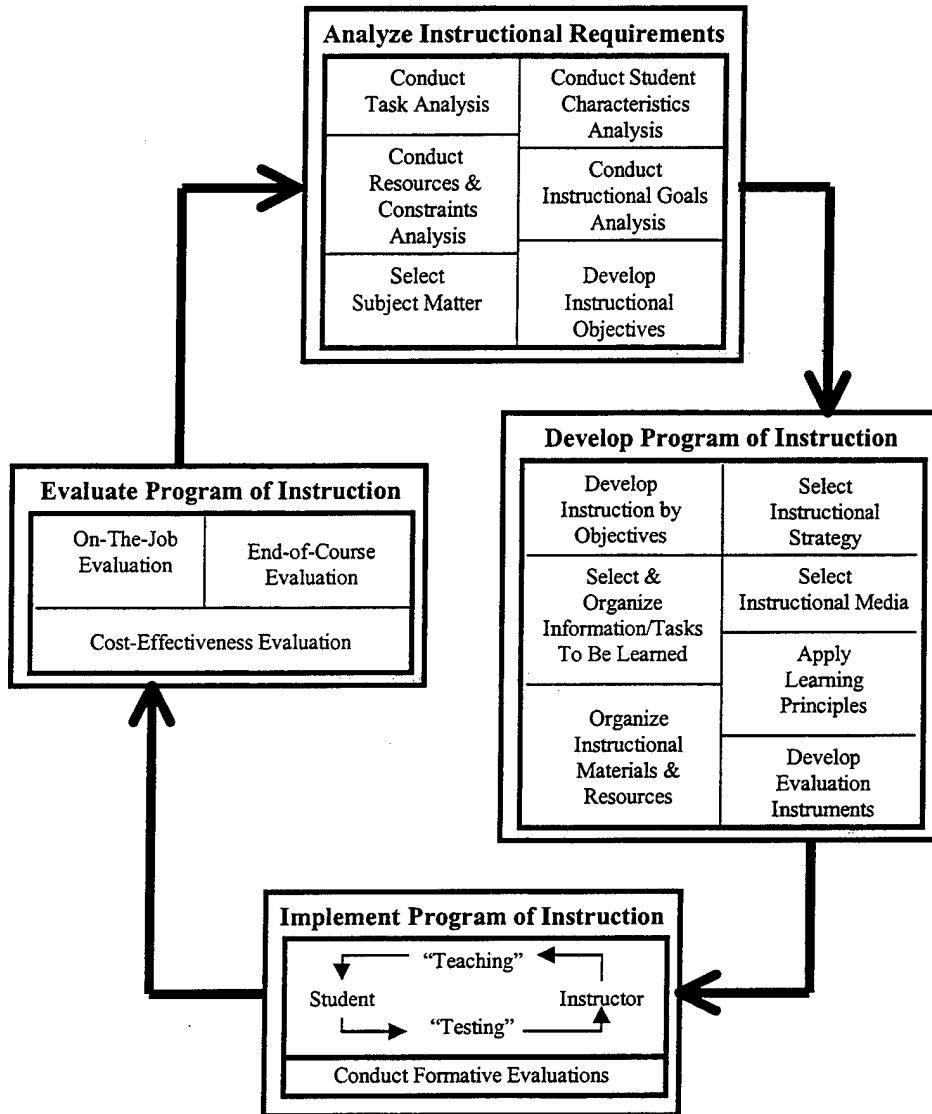 Analyze Instructional Requirements
Conduct
Task Analysis
Conduct
Resources &
Constraints
Analysis
Select
Subject Matter
Conduct Student
Characteristics
Analysis
Conduct
Instructional Goals
Analysis
Develop
Instructional
Objectives
Develop Program of Instruction
Develop
Instruction by
Objectives
Select &
Organize
Information/Tasks
To Be Learned
Organize
Instructional
Materials &
Resources
Select
Instructional
Strategy
Select
Instructional Media
Apply
Learning
Principles
Develop
Evaluation
Instruments
Implement Program of Instruction
“Teaching”
Student
Instructor
“Testing”
Conduct Formative Evaluations
Evaluate Program of Instruction
On-The-Job
Evaluation
End-of-Course
Evaluation
Cost-Effectiveness Evaluation